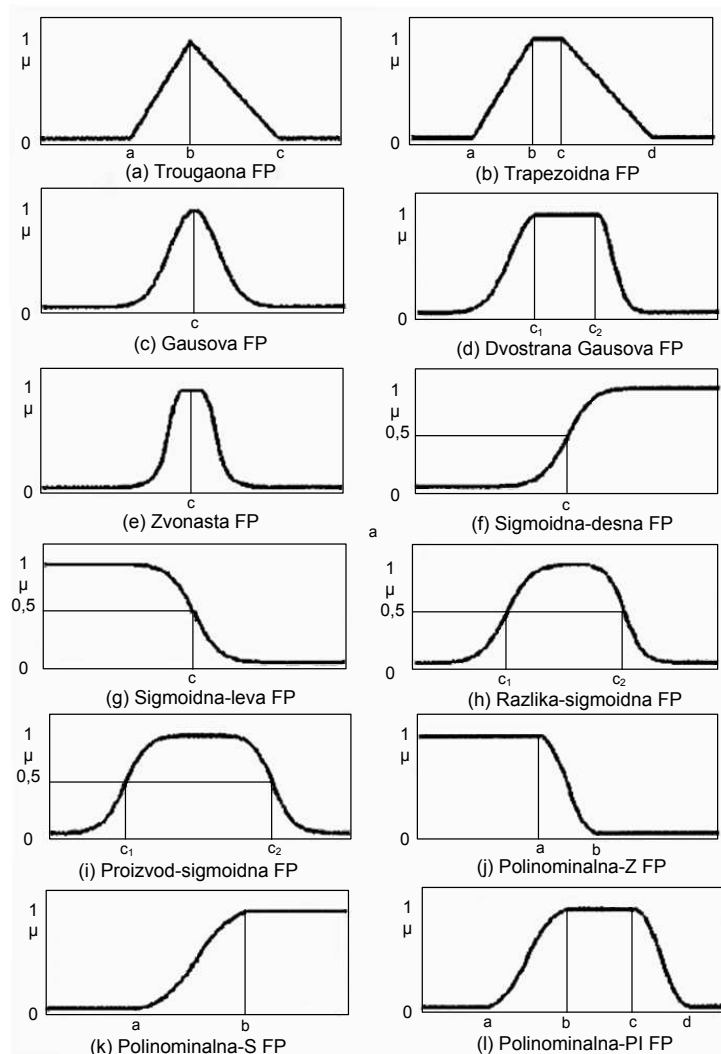 1
μ
0
a b c
(a) Trougaona FP
1
μ
0
a b c d
(b) Trapezoidna FP
1
μ
0
c
(c) Gausova FP
1
μ
0
c₁ c₂
(d) Dvostrana Gausova FP
1
μ
0
c
(e) Zvonasta FP
1
μ
0,5
0
c
(f) Sigmoidna-desna FP
a
1
μ
0,5
0
c
(g) Sigmoidna-leva FP
1
μ
0,5
0
c₁ c₂
(h) Razlika-sigmoidna FP
1
μ
0,5
0
c₁ c₂
(i) Proizvod-sigmoidna FP
1
μ
0
a b
(j) Polinominalna-Z FP
1
μ
0
a b
(k) Polinominalna-S FP
1
μ
0
a b c d
(l) Polinominalna-PI FP